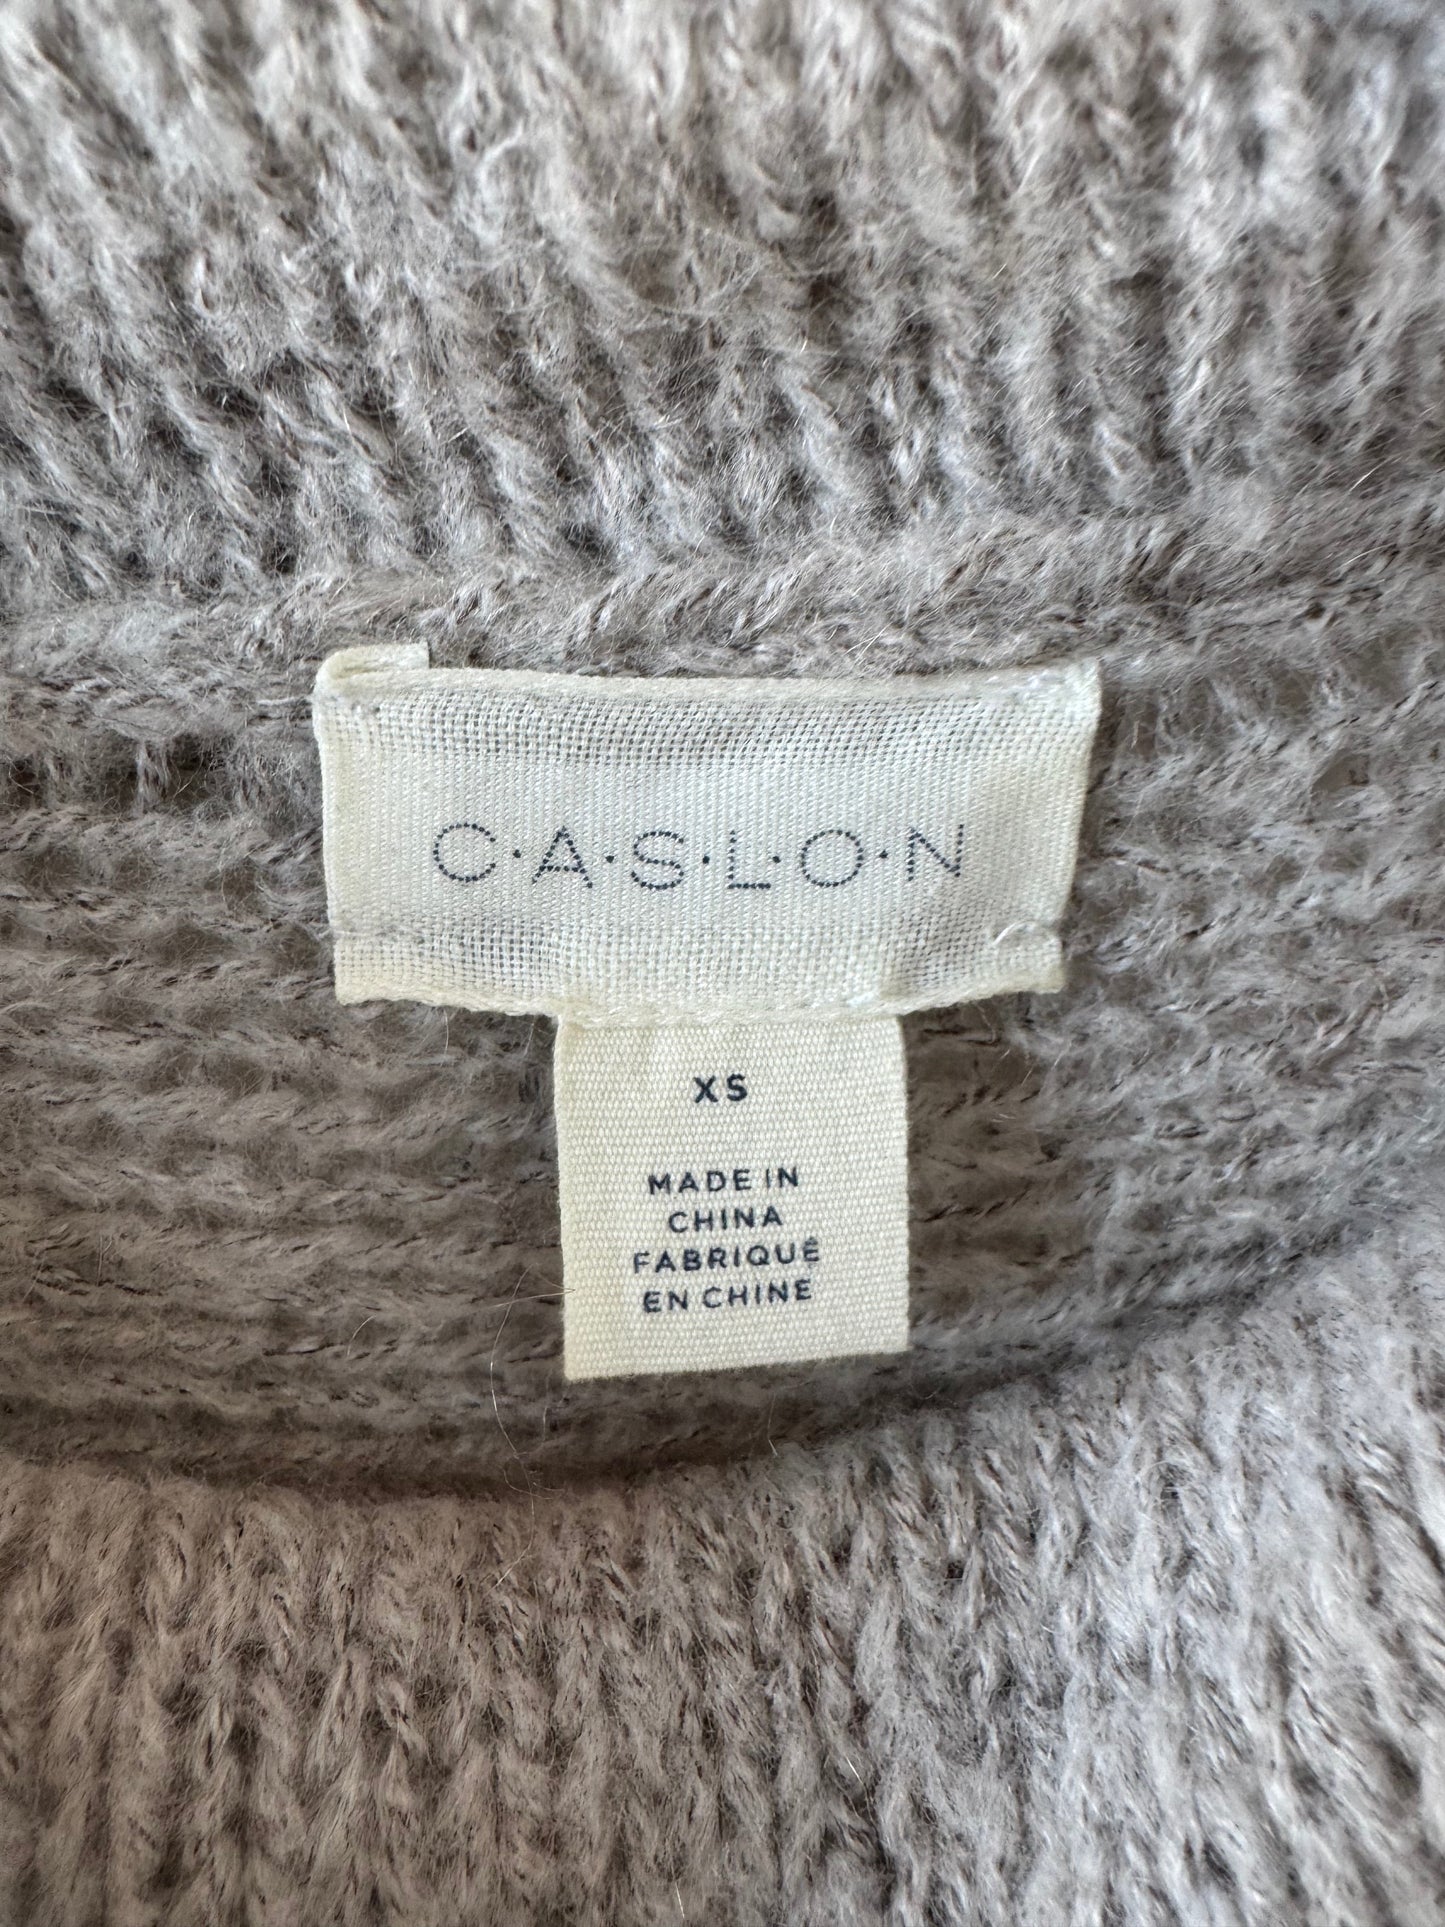 C·A·S·L·O·N
XS
MADE IN
CHINA
FABRIQUÉ
EN CHINE